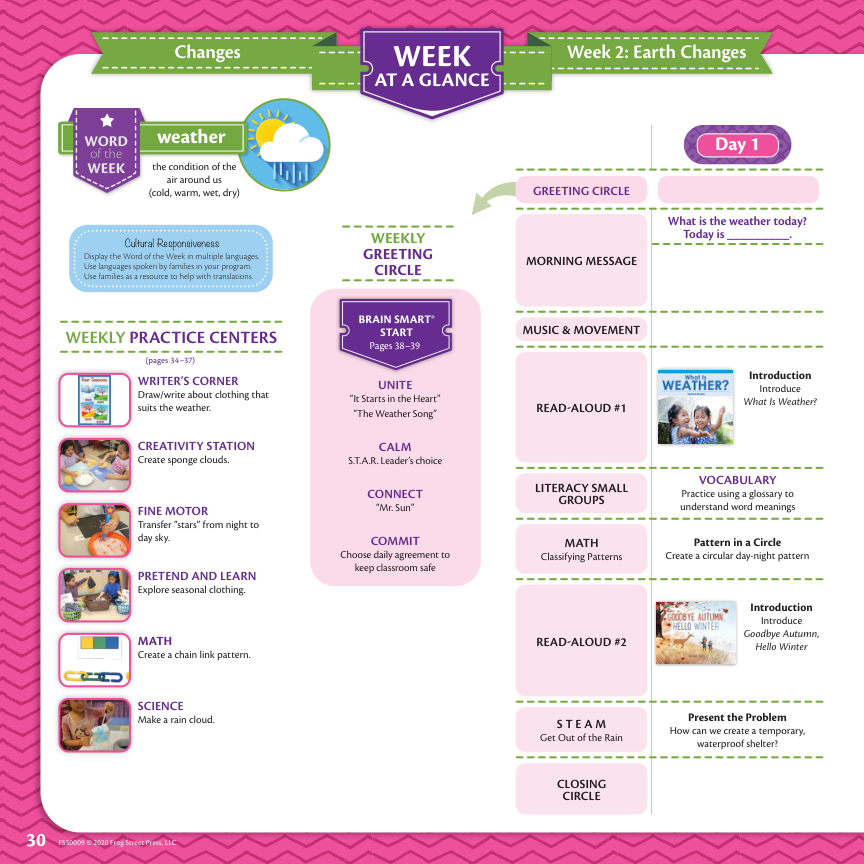 Changes
WEEK
AT A GLANCE
Week 2: Earth Changes
WORD
of the
WEEK
weather
the condition of the
air around us
(cold, warm, wet, dry)
Cultural Responsiveness
Display the Word of the Week in multiple languages.
Use languages spoken by families in your program.
Use families as a resource to help with translations.
WEEKLY PRACTICE CENTERS
(pages 34–37)
Four Seasons
WRITER'S CORNER
Draw/write about clothing that
suits the weather.
CREATIVITY STATION
Create sponge clouds.
FINE MOTOR
Transfer “stars” from night to
day sky.
PRETEND AND LEARN
Explore seasonal clothing.
MATH
Create a chain link pattern.
SCIENCE
Make a rain cloud.
WEEKLY
GREETING
CIRCLE
BRAIN SMART®
START
Pages 38–39
UNITE
“It Starts in the Heart”
“The Weather Song”
CALM
S.T.A.R. Leader's choice
CONNECT
“Mr. Sun”
COMMIT
Choose daily agreement to
keep classroom safe
Day 1
GREETING CIRCLE
MORNING MESSAGE
What is the weather today?
Today is __________.
MUSIC & MOVEMENT
READ-ALOUD #1
What Is
WEATHER?
Introduction
Introduce
What Is Weather?
LITERACY SMALL
GROUPS
VOCABULARY
Practice using a glossary to
understand word meanings
MATH
Classifying Patterns
Pattern in a Circle
Create a circular day-night pattern
READ-ALOUD #2
GOODBYE AUTUMN,
HELLO WINTER
Introduction
Introduce
Goodbye Autumn,
Hello Winter
S T E A M
Get Out of the Rain
Present the Problem
How can we create a temporary,
waterproof shelter?
CLOSING
CIRCLE
30
FS30009 © 2020 Frog Street Press, LLC